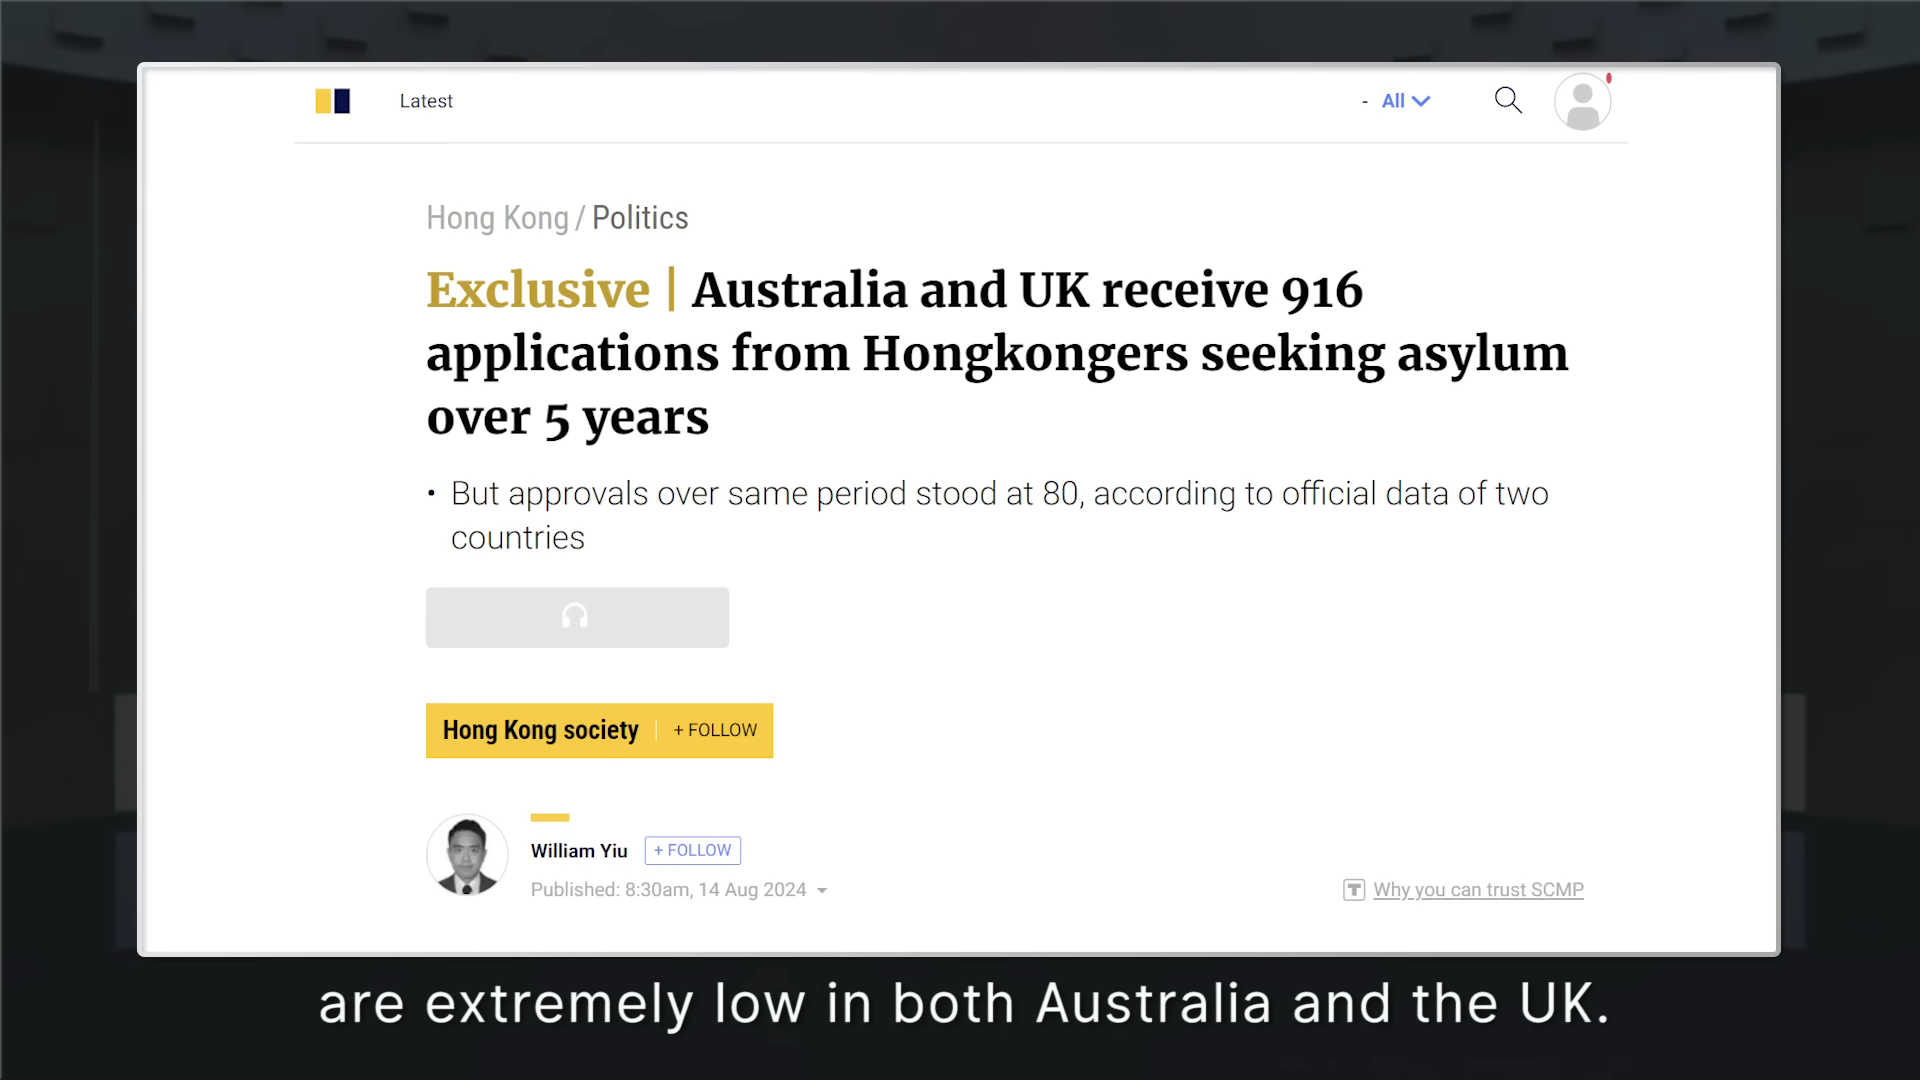 Latest
- All
Hong Kong / Politics
Exclusive | Australia and UK receive 916
applications from Hongkongers seeking asylum
over 5 years
• But approvals over same period stood at 80, according to official data of two
countries
Hong Kong society | + FOLLOW
William Yiu + FOLLOW
Published: 8:30am, 14 Aug 2024
T Why you can trust SCMP
are extremely low in both Australia and the UK.